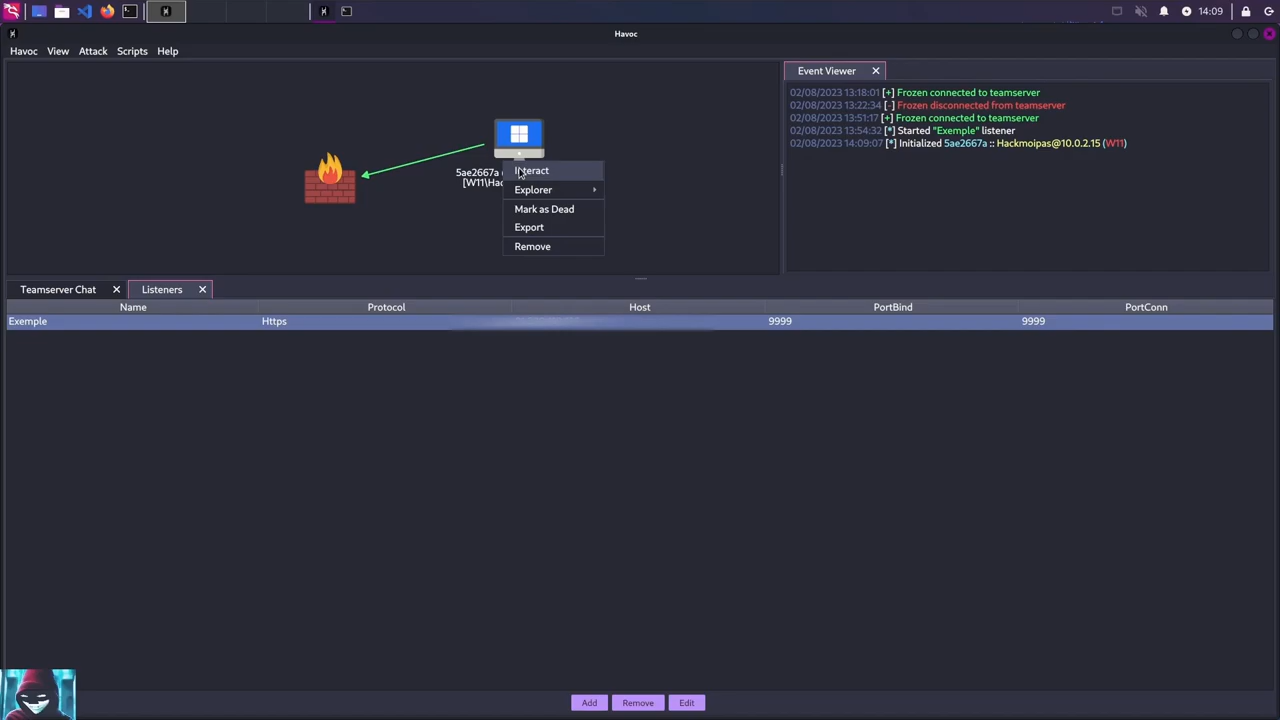 14:09
Havoc
Havoc View Attack Scripts Help
Event Viewer
02/08/2023 13:18:01 [+] Frozen connected to teamserver
02/08/2023 13:22:34 [-] Frozen disconnected from teamserver
02/08/2023 13:51:17 [+] Frozen connected to teamserver
02/08/2023 13:54:32 [*] Started "Exemple" listener
02/08/2023 14:09:07 [*] Initialized 5ae2667a :: Hackmoipas@10.0.2.15 (W11)
5ae2667a
[W11\Hac
Interact
Explorer
Mark as Dead
Export
Remove
Teamserver Chat Listeners
Name Protocol Host PortBind PortConn
Exemple Https 9999 9999
Add Remove Edit